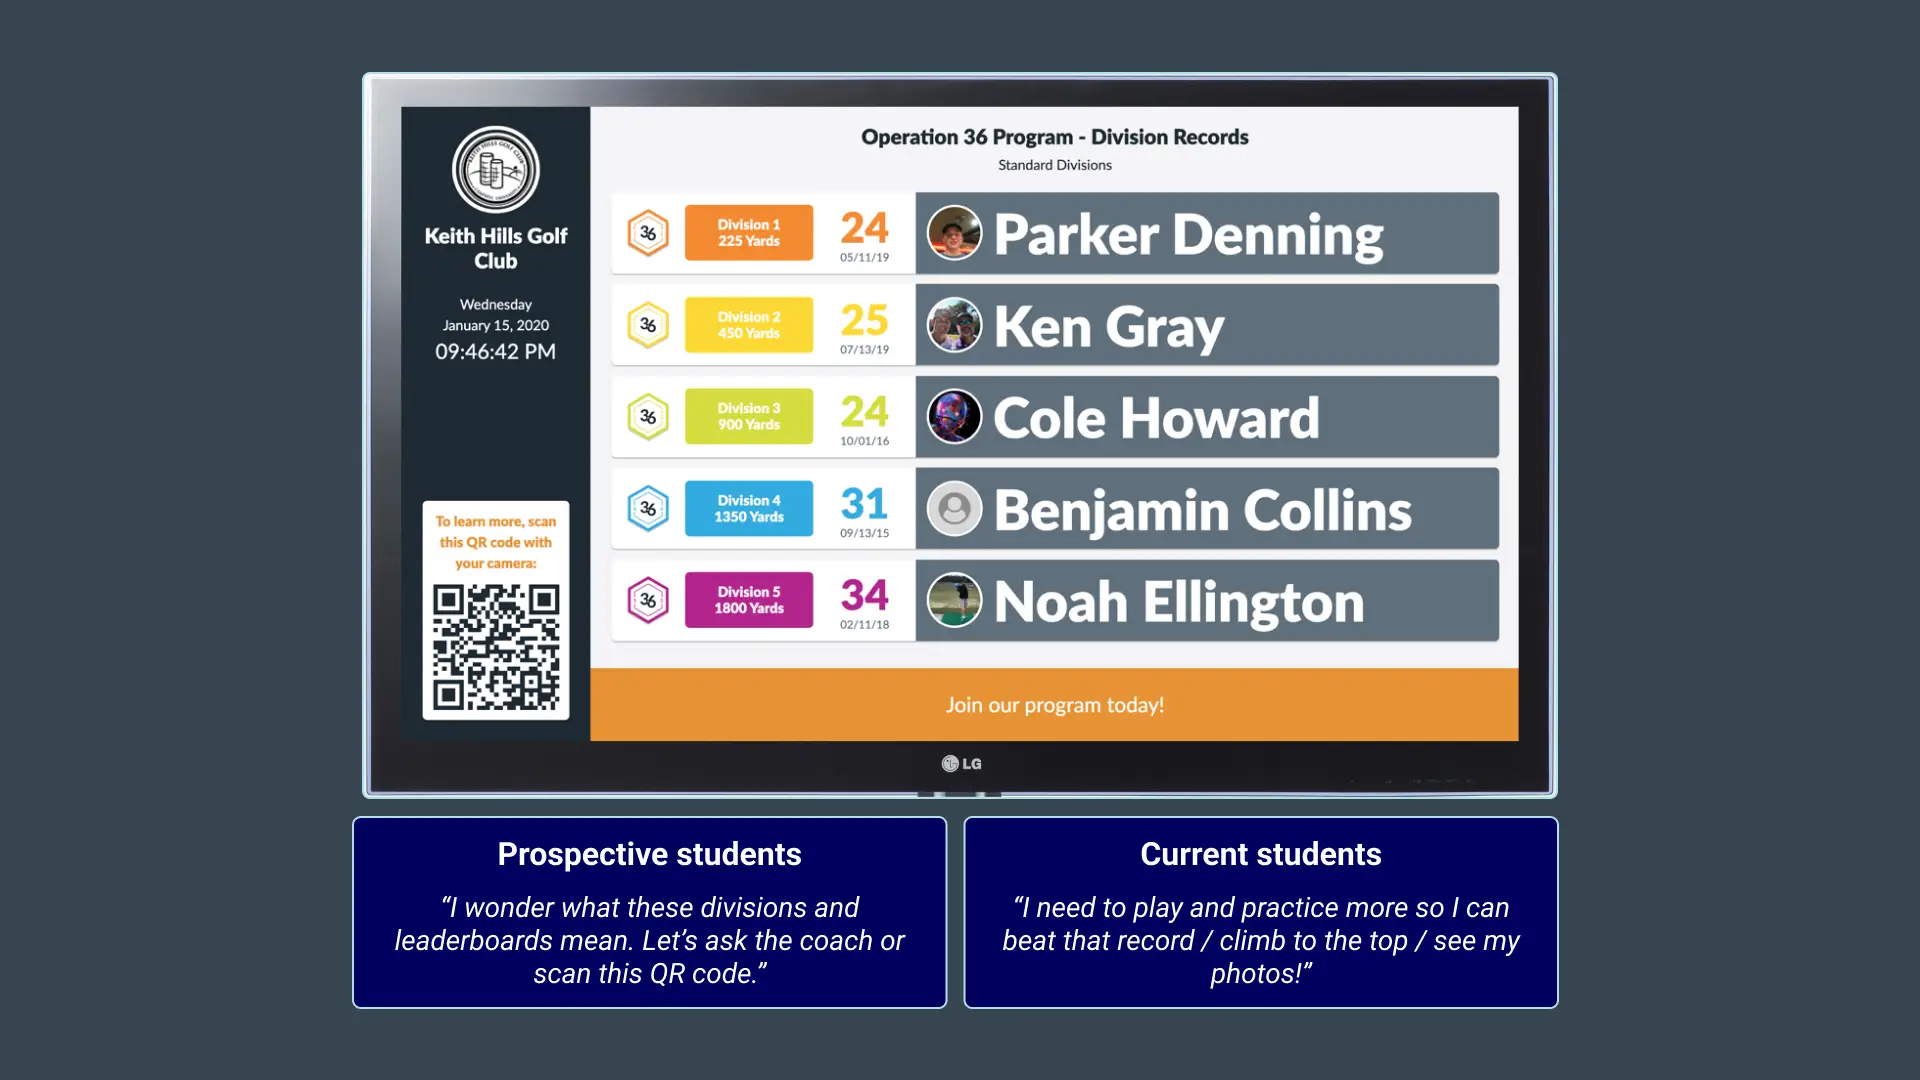 KEITH HILLS GOLF CLUB
Keith Hills Golf
Club
Wednesday
January 15, 2020
09:46:42 PM
To learn more, scan
this QR code with
your camera:
Operation 36 Program - Division Records
Standard Divisions
36
Division 1
225 Yards
24
05/11/19
Parker Denning
36
Division 2
450 Yards
25
07/13/19
Ken Gray
36
Division 3
900 Yards
24
10/01/16
Cole Howard
36
Division 4
1350 Yards
31
09/13/15
Benjamin Collins
36
Division 5
1800 Yards
34
02/11/18
Noah Ellington
Join our program today!
LG
Prospective students
“I wonder what these divisions and
leaderboards mean. Let’s ask the coach or
scan this QR code.”
Current students
“I need to play and practice more so I can
beat that record / climb to the top / see my
photos!”